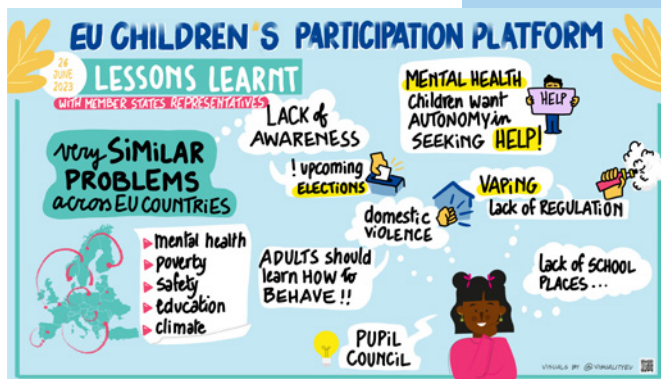 EU CHILDREN'S PARTICIPATION PLATFORM
26
JUNE
2023
LESSONS LEARNT
WITH MEMBER STATES REPRESENTATIVES
very SiMiLAR
PROBLEMS
across EU COUNTRIES
mental health
poverty
safety
education
climate
LACK of
AWARENESS
! upcoming
ELECTIONS
MENTAL HEALTH
children want
AUTONOMY in
SEEKING HELP!
HELP
domestic
VIOLENCE
VAPING
lack of REGULATION
ADULTS should
learn HOW to
BEHAVE !!
lack of SCHOOL
PLACES...
PUPiL
COUNCIL
VISUALS BY @VISUALITYEU